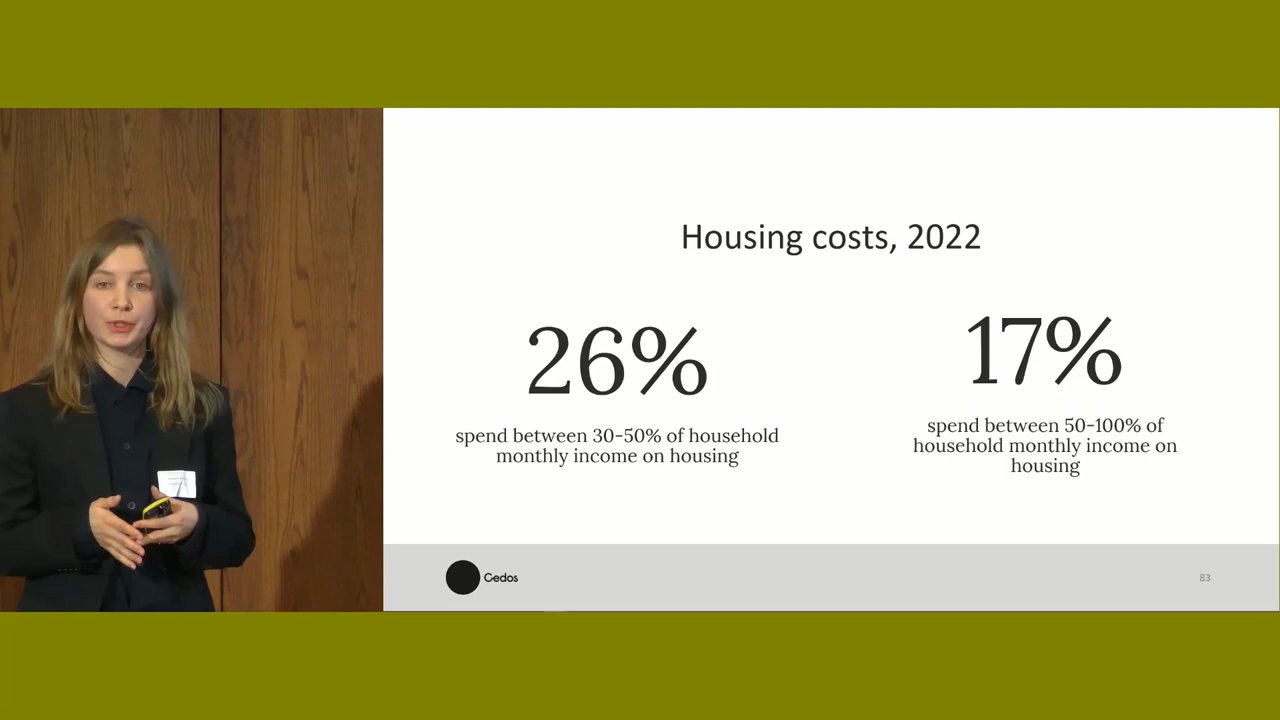 Housing costs, 2022
26%
spend between 30-50% of household
monthly income on housing
17%
spend between 50-100% of
household monthly income on
housing
Cedos
83